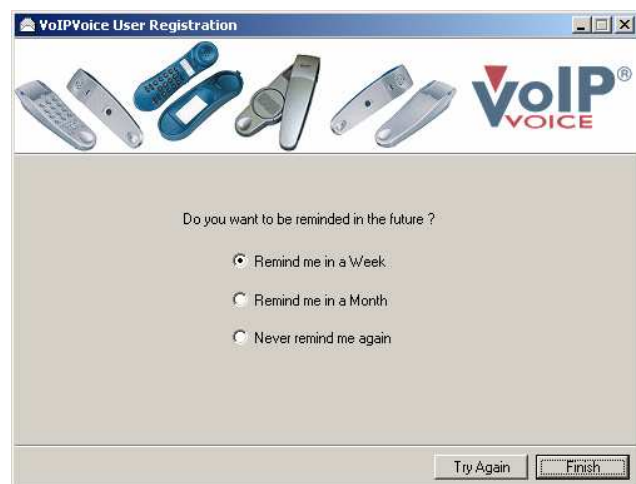 VoIPVoice User Registration
VoIP®
VOICE
Do you want to be reminded in the future ?
Remind me in a Week
Remind me in a Month
Never remind me again
Try Again
Finish